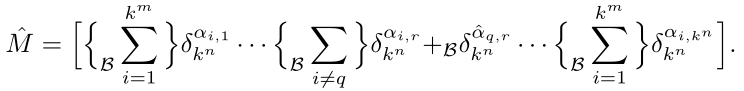 $\hat{M} = \Big[ \Big\{ {}_{\mathcal{B}} \sum_{i=1}^{k^m} \Big\} \delta_{k^n}^{\alpha_{i,1}} \cdots \Big\{ {}_{\mathcal{B}} \sum_{i \neq q} \Big\} \delta_{k^n}^{\alpha_{i,r}} +_{\mathcal{B}} \delta_{k^n}^{\hat{\alpha}_{q,r}} \cdots \Big\{ {}_{\mathcal{B}} \sum_{i=1}^{k^m} \Big\} \delta_{k^n}^{\alpha_{i,k^n}} \Big].$